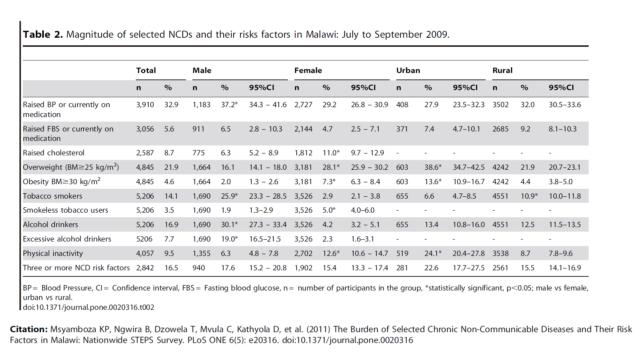 Table 2. Magnitude of selected NCDs and their risks factors in Malawi: July to September 2009.
Total Male Female Urban Rural
n % n % 95%CI n % 95%CI n % 95%CI n % 95%CI
Raised BP or currently on medication 3,910 32.9 1,183 37.2* 34.3 – 41.6 2,727 29.2 26.8 – 30.9 408 27.9 23.5–32.3 3502 32.0 30.5–33.6
Raised FBS or currently on medication 3,056 5.6 911 6.5 2.8 – 10.3 2,144 4.7 2.5 – 7.1 371 7.4 4.7–10.1 2685 9.2 8.1–10.3
Raised cholesterol 2,587 8.7 775 6.3 5.2 – 8.9 1,812 11.0* 9.7 – 12.9
Overweight (BM≥25 kg/m²) 4,845 21.9 1,664 16.1 14.1 – 18.0 3,181 28.1* 25.9 – 30.2 603 38.6* 34.7–42.5 4242 21.9 20.7–23.1
Obesity BM≥30 kg/m²) 4,845 4.6 1,664 2.0 1.3 – 2.6 3,181 7.3* 6.3 – 8.4 603 13.6* 10.9–16.7 4242 4.4 3.8–5.0
Tobacco smokers 5,206 14.1 1,690 25.9* 23.3 – 28.5 3,526 2.9 2.1 – 3.8 655 6.6 4.7–8.5 4551 10.9* 10.0–11.8
Smokeless tobacco users 5,206 3.5 1,690 1.9 1.3–2.9 3,526 5.0* 4.0–6.0
Alcohol drinkers 5,206 16.9 1,690 30.1* 27.3 – 33.4 3,526 4.2 3.2 – 5.1 655 13.4 10.8–16.0 4551 12.5 11.5–13.5
Excessive alcohol drinkers 5206 7.7 1,690 19.0* 16.5–21.5 3,526 2.3 1.6–3.1
Physical inactivity 4,057 9.5 1,355 6.3 4.8 – 7.8 2,702 12.6* 10.6 – 14.7 519 24.1* 20.4–27.8 3538 8.7 7.8–9.6
Three or more NCD risk factors 2,842 16.5 940 17.6 15.2 – 20.8 1,902 15.4 13.3 – 17.4 281 22.6 17.7–27.5 2561 15.5 14.1–16.9
BP = Blood Pressure, CI = Confidence interval, FBS = Fasting blood glucose, n = number of participants in the group, *statistically significant, p<0.05; male vs female,
urban vs rural.
doi:10.1371/journal.pone.0020316.t002
Citation: Msyamboza KP, Ngwira B, Dzowela T, Mvula C, Kathyola D, et al. (2011) The Burden of Selected Chronic Non-Communicable Diseases and Their Risk
Factors in Malawi: Nationwide STEPS Survey. PLoS ONE 6(5): e20316. doi:10.1371/journal.pone.0020316